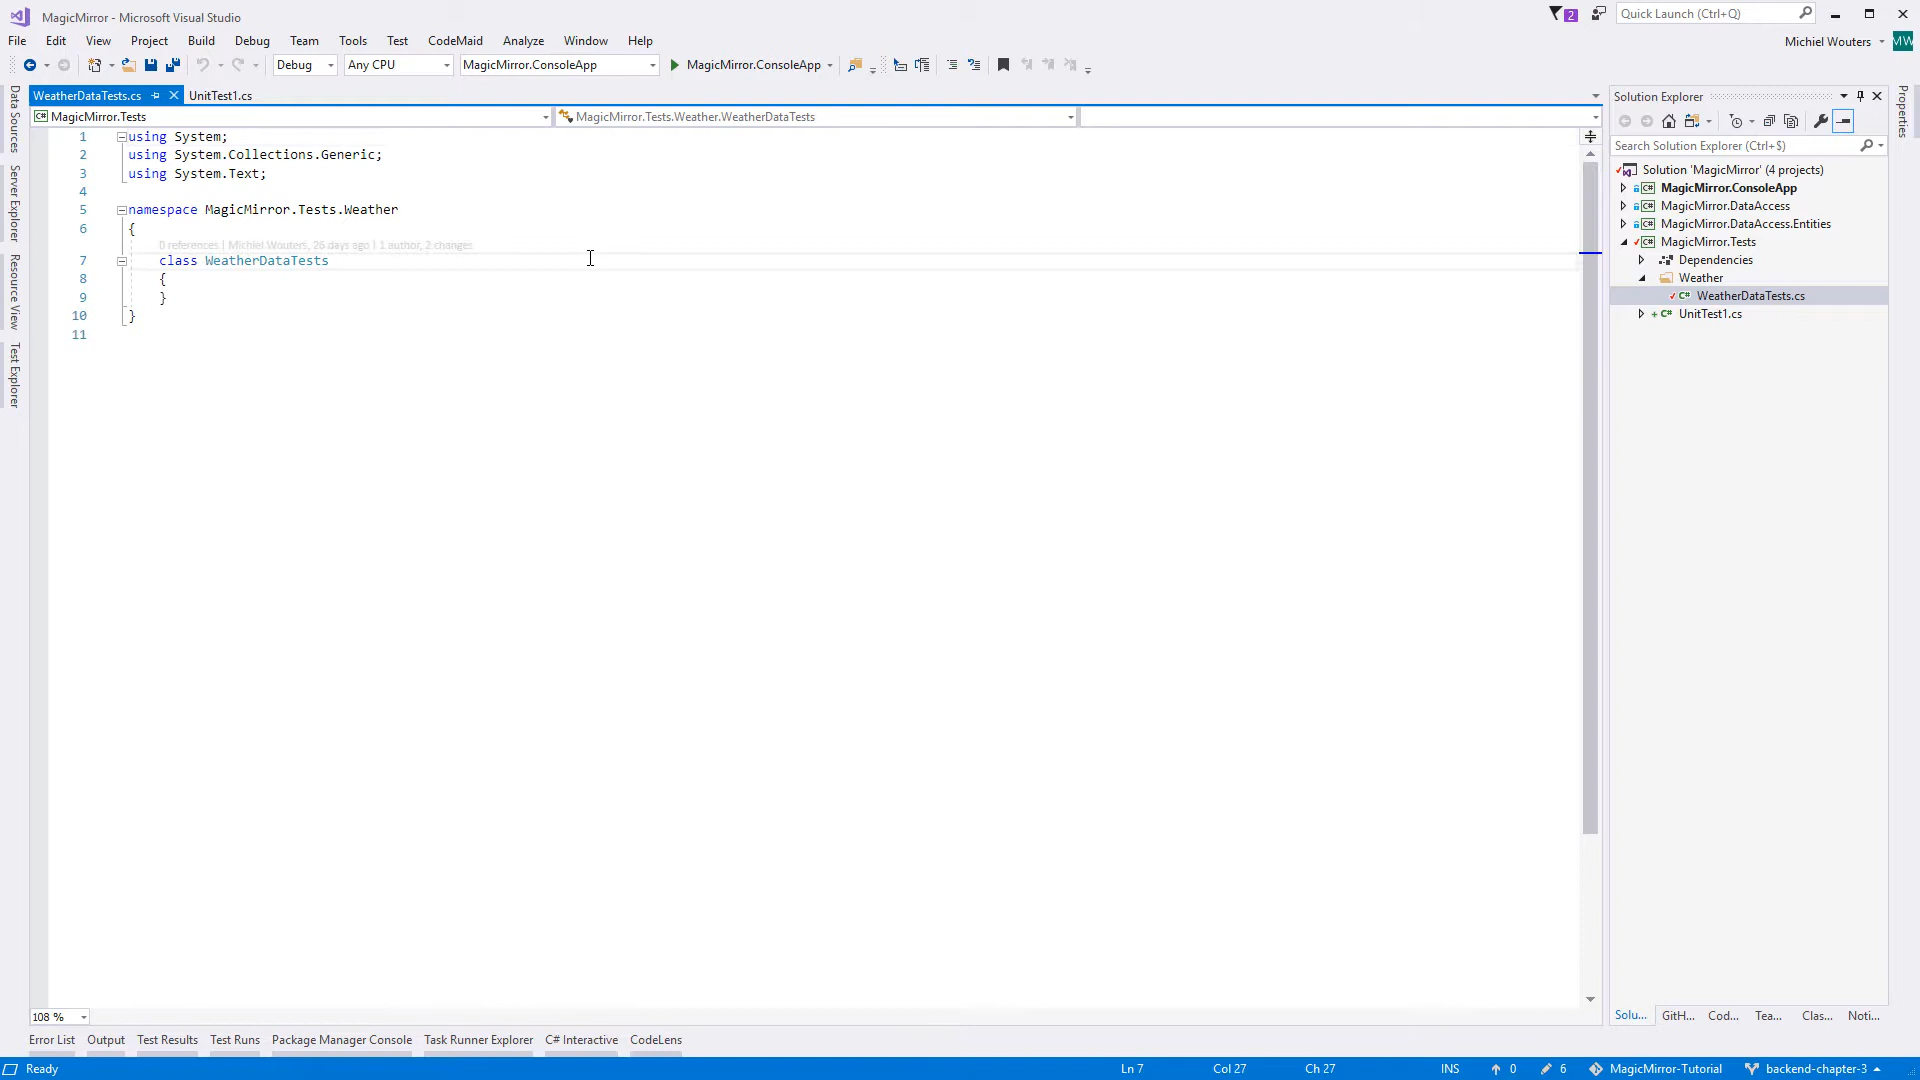 MagicMirror - Microsoft Visual Studio
2
Quick Launch (Ctrl+Q)
File Edit View Project Build Debug Team Tools Test CodeMaid Analyze Window Help
Michiel Wouters MW
Debug Any CPU MagicMirror.ConsoleApp MagicMirror.ConsoleApp
WeatherDataTests.cs UnitTest1.cs
MagicMirror.Tests MagicMirror.Tests.Weather.WeatherDataTests
1 using System;
2 using System.Collections.Generic;
3 using System.Text;
4
5 namespace MagicMirror.Tests.Weather
6 {
0 references | Michiel Wouters, 26 days ago | 1 author, 2 changes
7 class WeatherDataTests
8 {
9 }
10 }
11
108 %
Data Sources
Server Explorer
Resource View
Test Explorer
Solution Explorer
Search Solution Explorer (Ctrl+$)
Solution 'MagicMirror' (4 projects)
C# MagicMirror.ConsoleApp
C# MagicMirror.DataAccess
C# MagicMirror.DataAccess.Entities
C# MagicMirror.Tests
Dependencies
Weather
C# WeatherDataTests.cs
C# UnitTest1.cs
Solu... GitH... Cod... Tea... Clas... Noti...
Properties
Error List Output Test Results Test Runs Package Manager Console Task Runner Explorer C# Interactive CodeLens
Ready Ln 7 Col 27 Ch 27 INS 0 6 MagicMirror-Tutorial backend-chapter-3